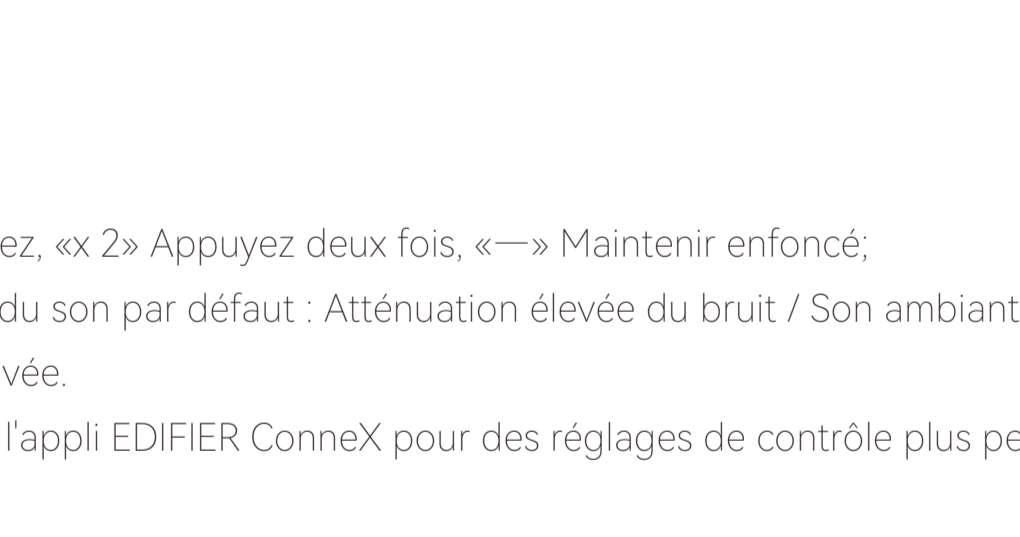 ez, «x 2» Appuyez deux fois, «—» Maintenir enfoncé;
du son par défaut : Atténuation élevée du bruit / Son ambiant
vée.
l'appli EDIFIER ConneX pour des réglages de contrôle plus pe